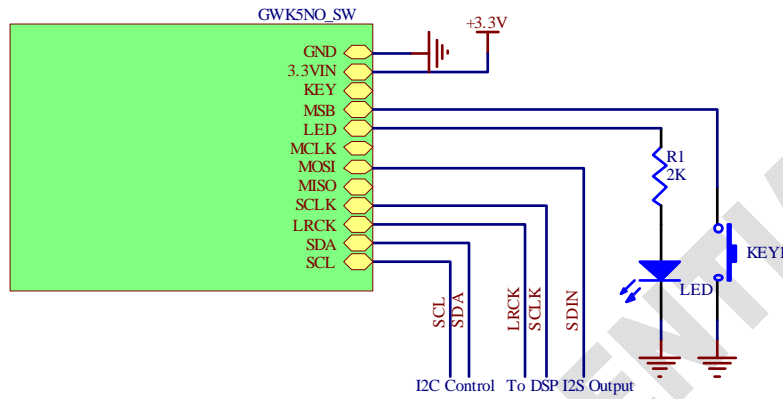 GWK5NO_SW
+3.3V
GND
3.3VIN
KEY
MSB
LED
MCLK
MOSI
MISO
SCLK
LRCK
SDA
SCL
R1
2K
LED
SCL
SDA
LRCK
SCLK
SDIN
I2C Control
To DSP I2S Output